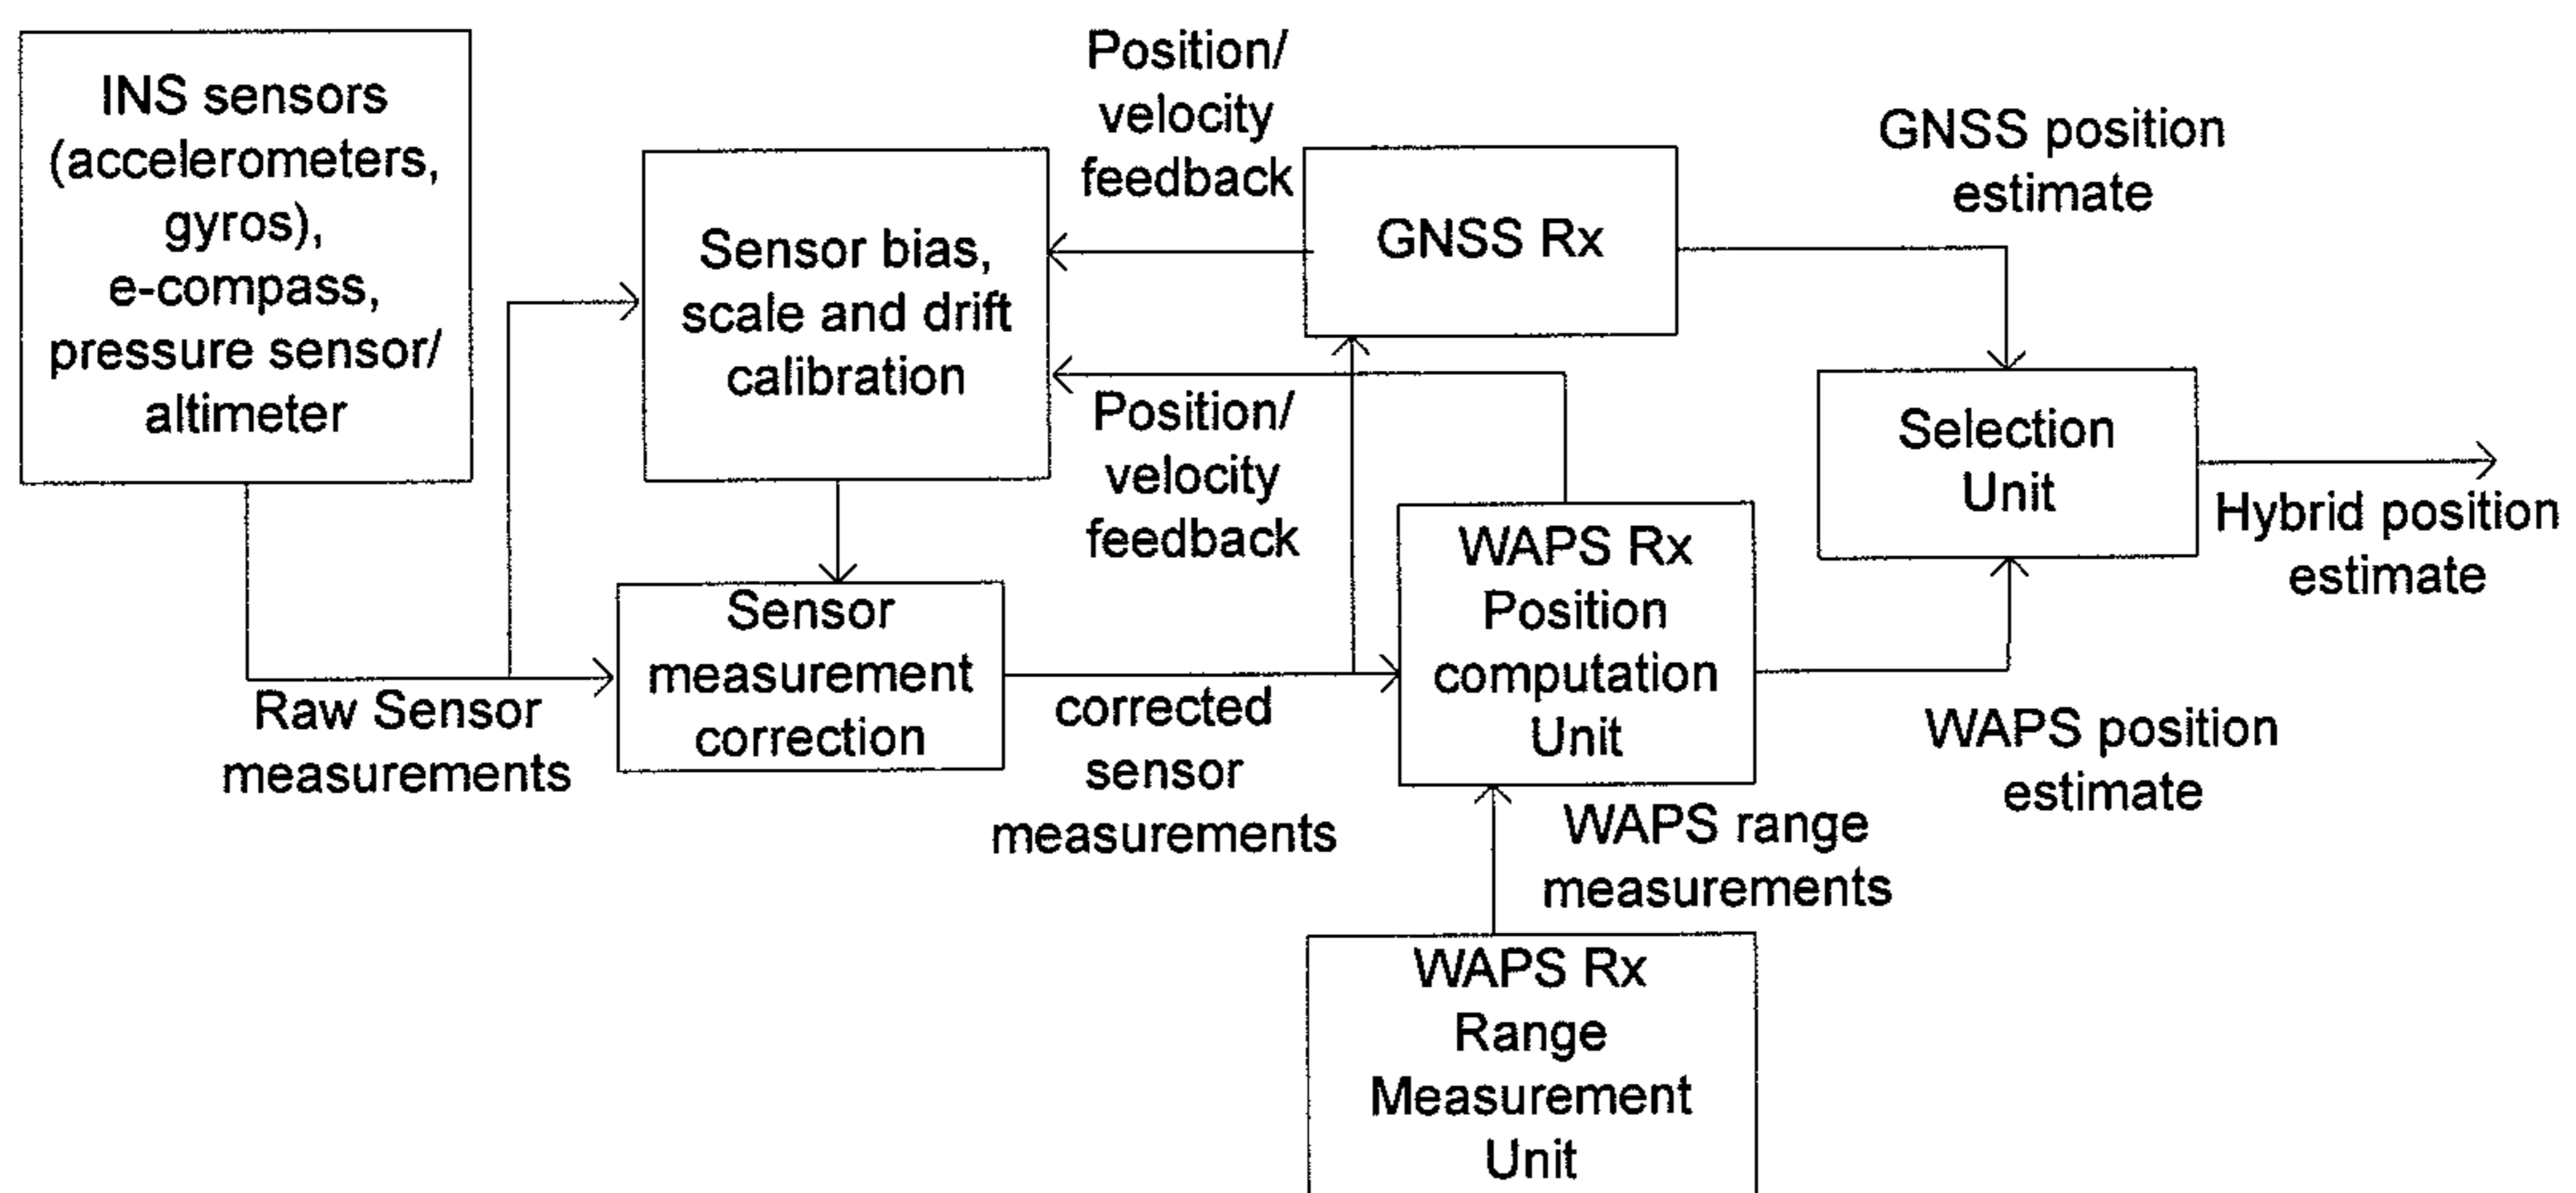 INS sensors
(accelerometers,
gyros),
e-compass,
pressure sensor/
altimeter
Raw Sensor
measurements
Sensor bias,
scale and drift
calibration
Sensor
measurement
correction
Position/
velocity
feedback
Position/
velocity
feedback
corrected
sensor
measurements
GNSS Rx
WAPS Rx
Position
computation
Unit
WAPS range
measurements
WAPS Rx
Range
Measurement
Unit
GNSS position
estimate
Selection
Unit
WAPS position
estimate
Hybrid position
estimate